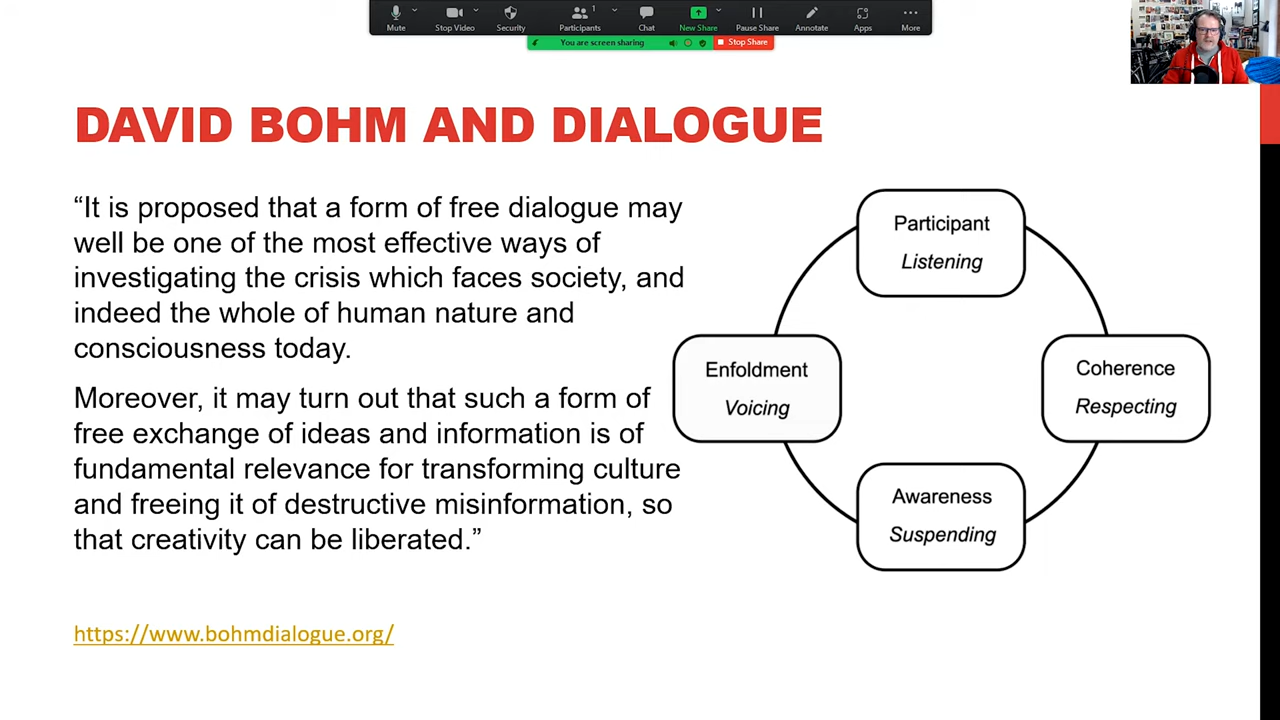 1
Mute
Stop Video
Security
Participants
Chat
New Share
Pause Share
Annotate
Apps
More
You are screen sharing
Stop Share
DAVID BOHM AND DIALOGUE
“It is proposed that a form of free dialogue may
well be one of the most effective ways of
investigating the crisis which faces society, and
indeed the whole of human nature and
consciousness today.
Moreover, it may turn out that such a form of
free exchange of ideas and information is of
fundamental relevance for transforming culture
and freeing it of destructive misinformation, so
that creativity can be liberated.”
https://www.bohmdialogue.org/
Participant
Listening
Enfoldment
Voicing
Coherence
Respecting
Awareness
Suspending